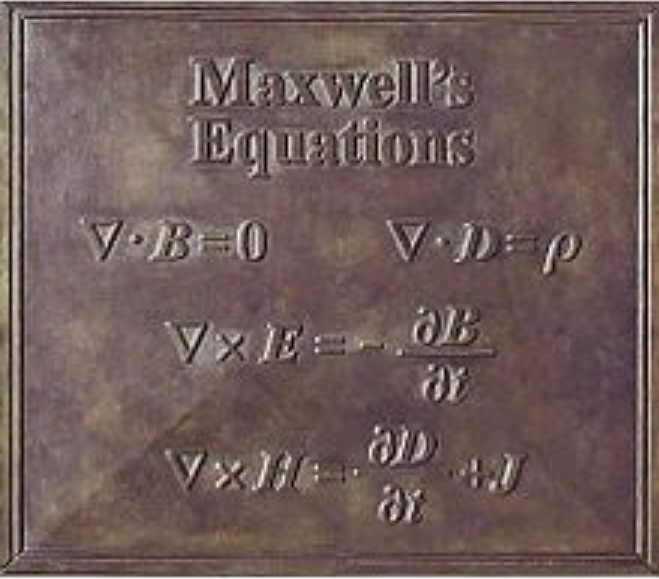 Maxwell's
Equations
∇·B=0 ∇·D=ρ
∇×E=-∂B/∂t
∇×H=∂D/∂t+J